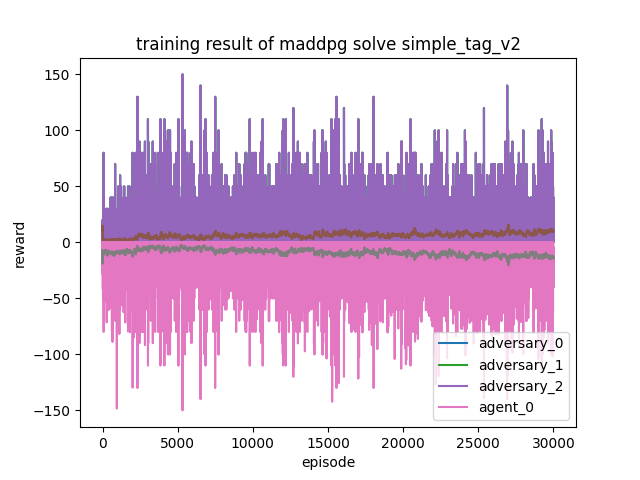 training result of maddpg solve simple_tag_v2
reward
150
100
50
0
−50
−100
−150
0
5000
10000
15000
20000
25000
30000
episode
adversary_0
adversary_1
adversary_2
agent_0